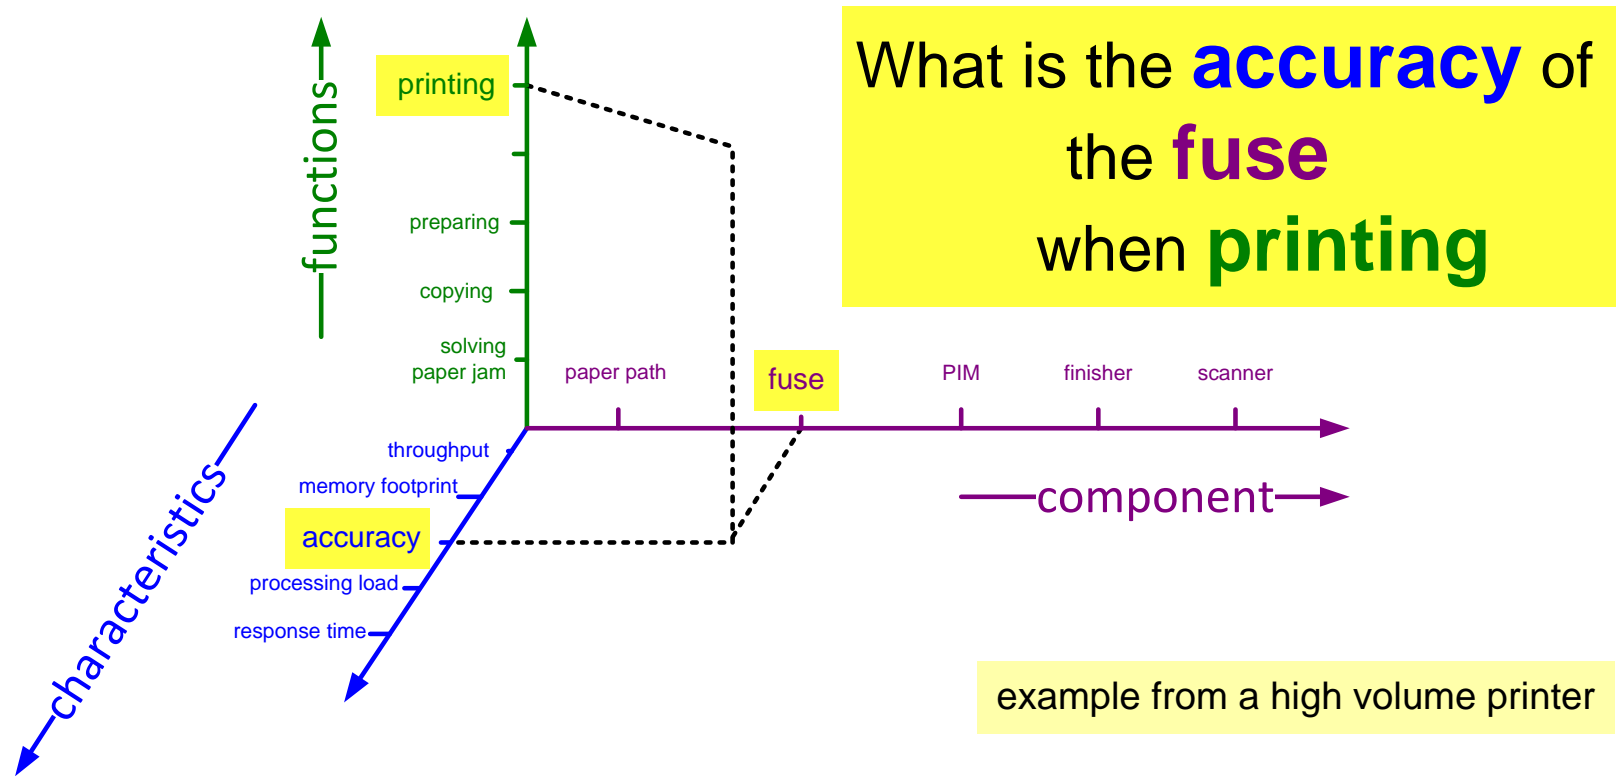 What is the accuracy of
the fuse
when printing
functions
printing
preparing
copying
solving
paper jam
paper path
fuse
PIM
finisher
scanner
component
throughput
memory footprint
accuracy
processing load
response time
characteristics
example from a high volume printer